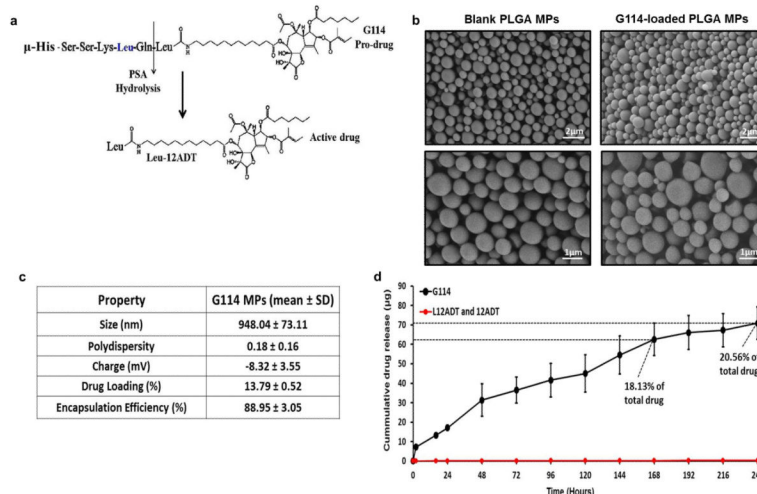 a
μ-His -Ser-Ser-Lys-Leu-Gln-Leu
G114
Pro-drug
PSA
Hydrolysis
Leu
Leu-12ADT
Active drug
b
Blank PLGA MPs
G114-loaded PLGA MPs
2μm
2μm
1μm
1μm
c
Property
G114 MPs (mean ± SD)
Size (nm)
948.04 ± 73.11
Polydispersity
0.18 ± 0.16
Charge (mV)
-8.32 ± 3.55
Drug Loading (%)
13.79 ± 0.52
Encapsulation Efficiency (%)
88.95 ± 3.05
d
G114
L12ADT and 12ADT
Cummulative drug release (μg)
90
80
70
60
50
40
30
20
10
0
18.13% of
total drug
20.56% of
total drug
0 24 48 72 96 120 144 168 192 216 24
Time (Hours)